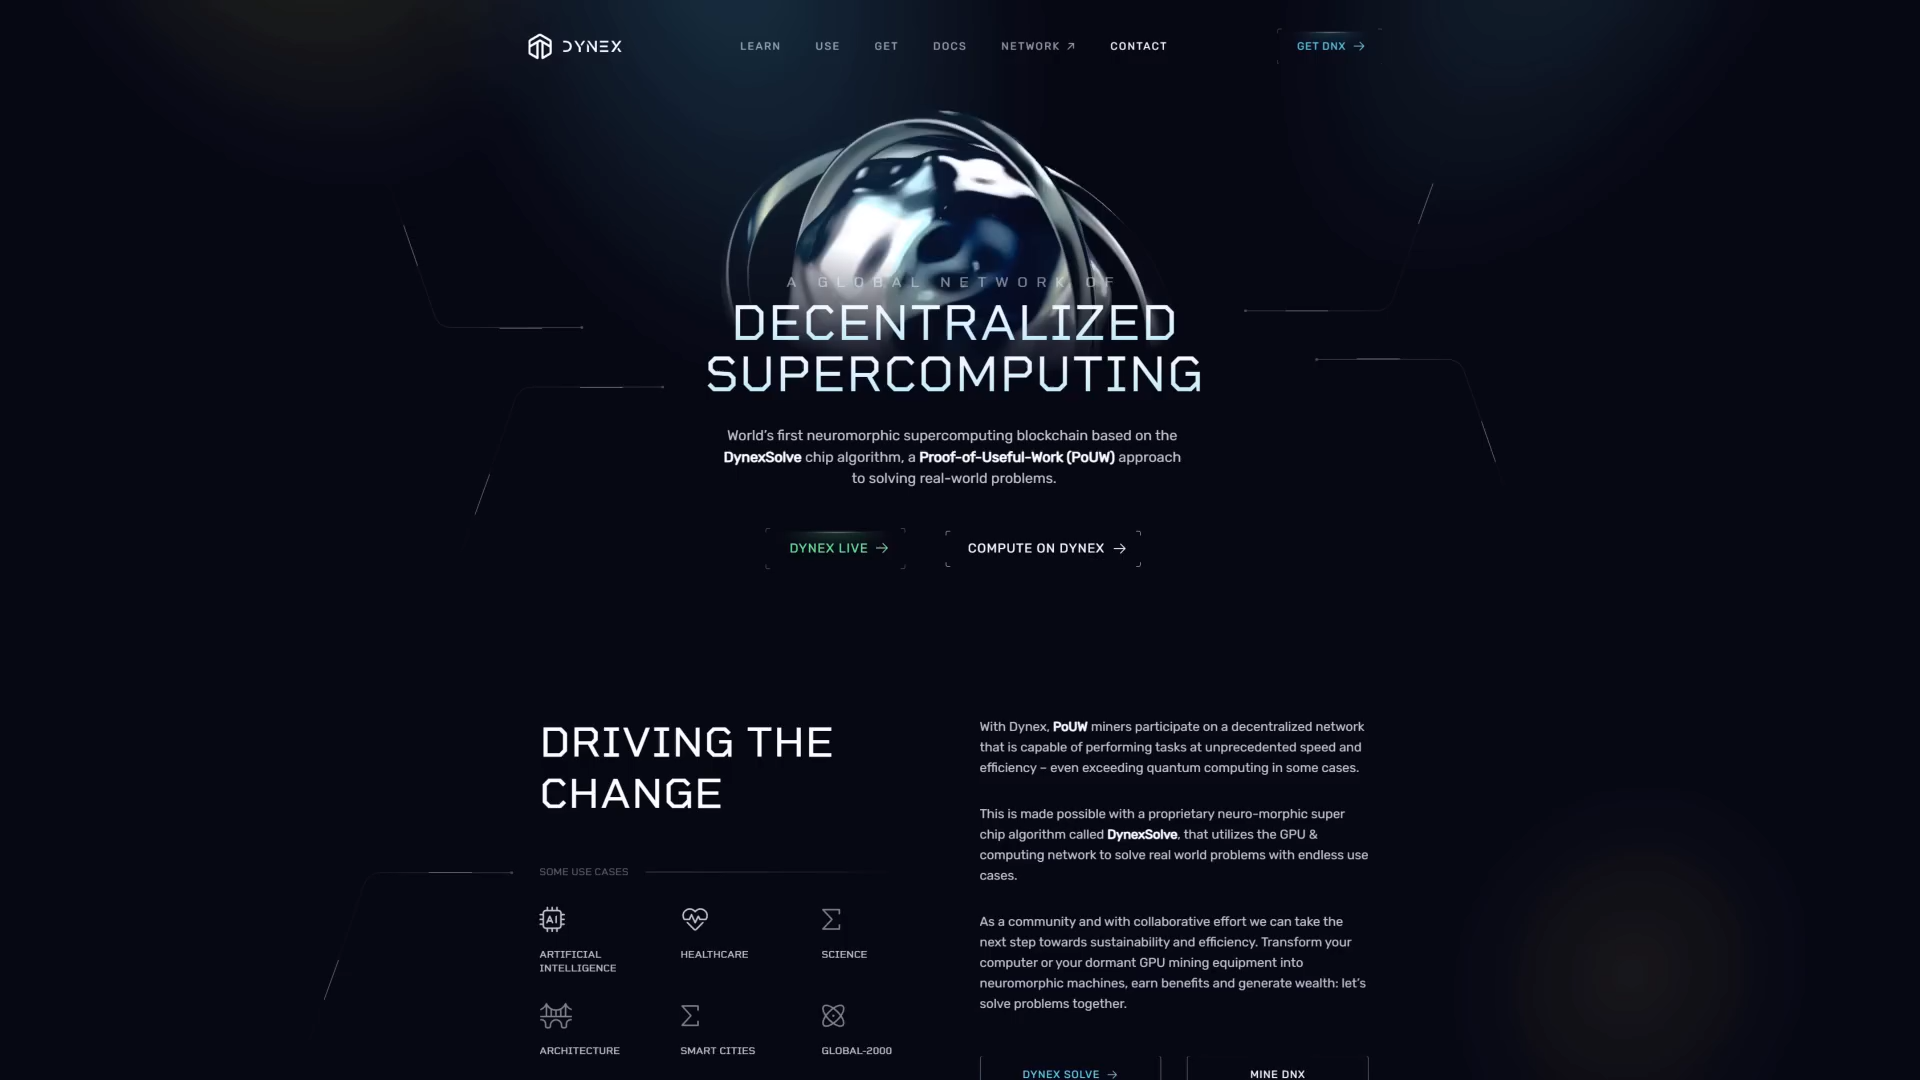 DYNEX
LEARN
USE
GET
DOCS
NETWORK
CONTACT
GET DNX
A GLOBAL NETWORK OF
DECENTRALIZED
SUPERCOMPUTING
World's first neuromorphic supercomputing blockchain based on the
DynexSolve chip algorithm, a Proof-of-Useful-Work (PoUW) approach
to solving real-world problems.
DYNEX LIVE
COMPUTE ON DYNEX
DRIVING THE
CHANGE
SOME USE CASES
AI
ARTIFICIAL
INTELLIGENCE
HEALTHCARE
SCIENCE
ARCHITECTURE
SMART CITIES
GLOBAL-2000
With Dynex, PoUW miners participate on a decentralized network
that is capable of performing tasks at unprecedented speed and
efficiency – even exceeding quantum computing in some cases.
This is made possible with a proprietary neuro-morphic super
chip algorithm called DynexSolve, that utilizes the GPU &
computing network to solve real world problems with endless use
cases.
As a community and with collaborative effort we can take the
next step towards sustainability and efficiency. Transform your
computer or your dormant GPU mining equipment into
neuromorphic machines, earn benefits and generate wealth: let's
solve problems together.
DYNEX SOLVE
MINE DNX